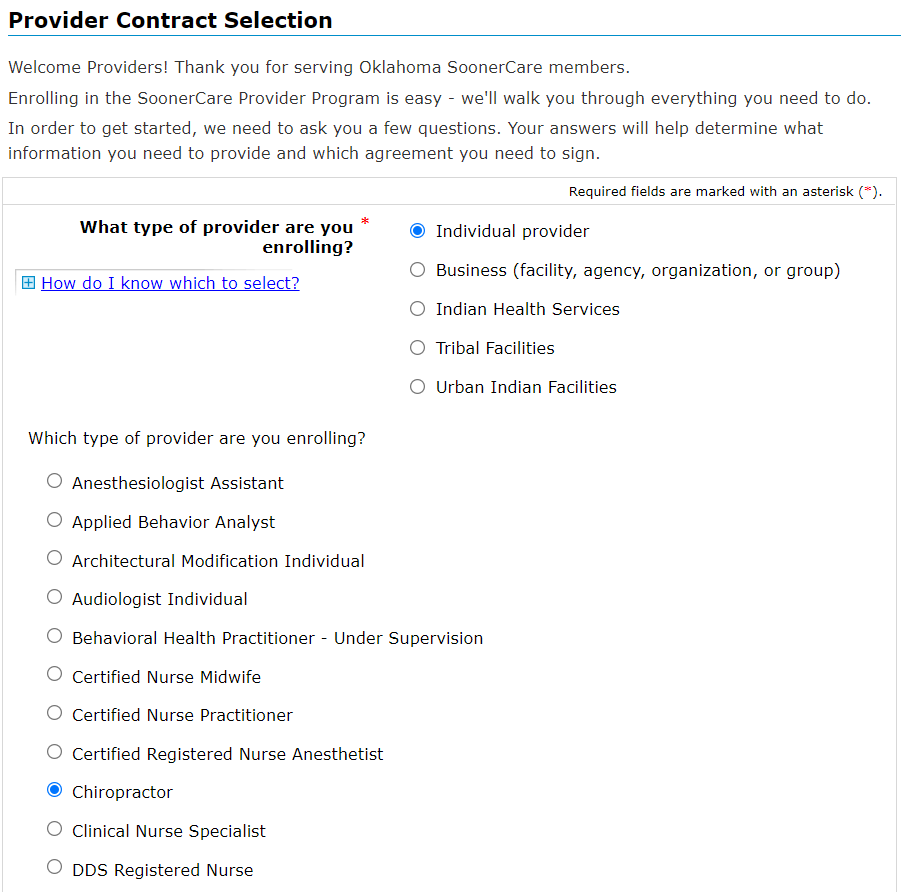 Provider Contract Selection
Welcome Providers! Thank you for serving Oklahoma SoonerCare members.
Enrolling in the SoonerCare Provider Program is easy - we'll walk you through everything you need to do.
In order to get started, we need to ask you a few questions. Your answers will help determine what
information you need to provide and which agreement you need to sign.
Required fields are marked with an asterisk (*).
What type of provider are you *
enrolling?
How do I know which to select?
Individual provider
Business (facility, agency, organization, or group)
Indian Health Services
Tribal Facilities
Urban Indian Facilities
Which type of provider are you enrolling?
Anesthesiologist Assistant
Applied Behavior Analyst
Architectural Modification Individual
Audiologist Individual
Behavioral Health Practitioner - Under Supervision
Certified Nurse Midwife
Certified Nurse Practitioner
Certified Registered Nurse Anesthetist
Chiropractor
Clinical Nurse Specialist
DDS Registered Nurse